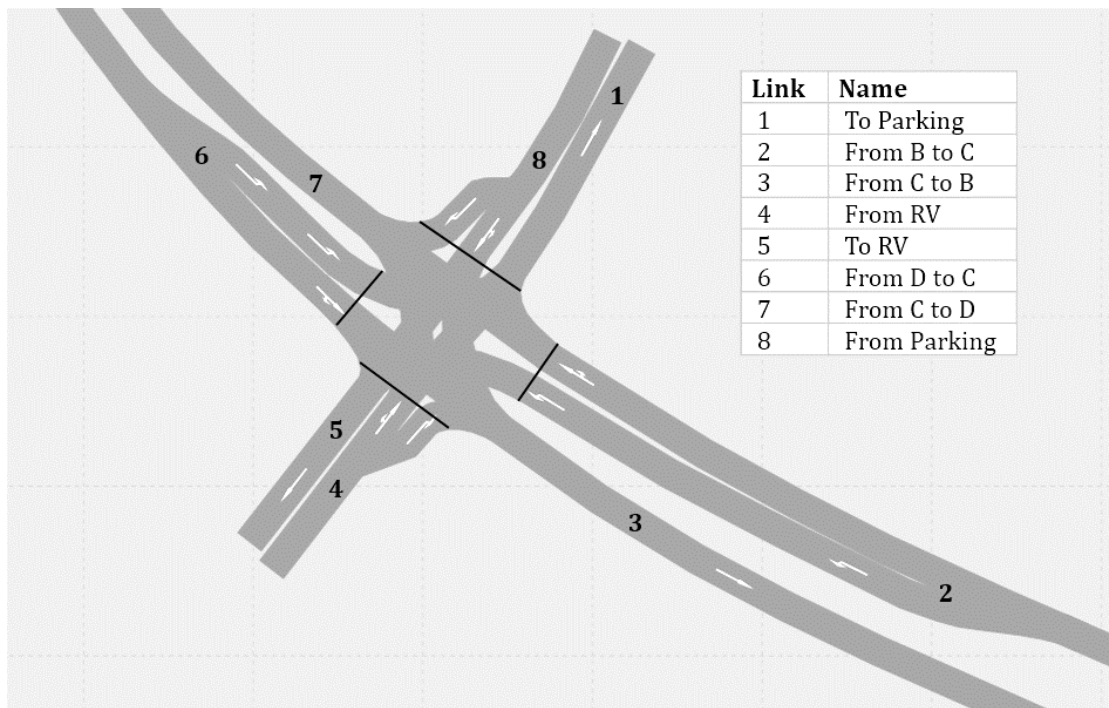 1
8
6
7
5
4
3
2
Link Name
1 To Parking
2 From B to C
3 From C to B
4 From RV
5 To RV
6 From D to C
7 From C to D
8 From Parking